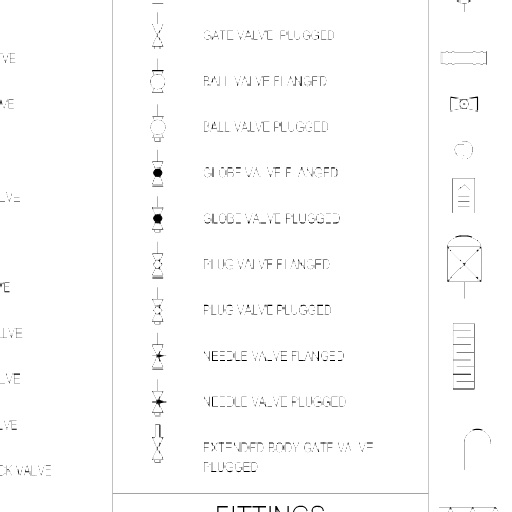 VE
VE
LVE
VE
ALVE
LVE
LVE
CK VALVE
GATE VALVE PLUGGED
BALL VALVE FLANGED
BALL VALVE PLUGGED
GLOBE VALVE FLANGED
GLOBE VALVE PLUGGED
PLUG VALVE FLANGED
PLUG VALVE PLUGGED
NEEDLE VALVE FLANGED
NEEDLE VALVE PLUGGED
EXTENDED BODY GATE VALVE
PLUGGED
FITTINGS